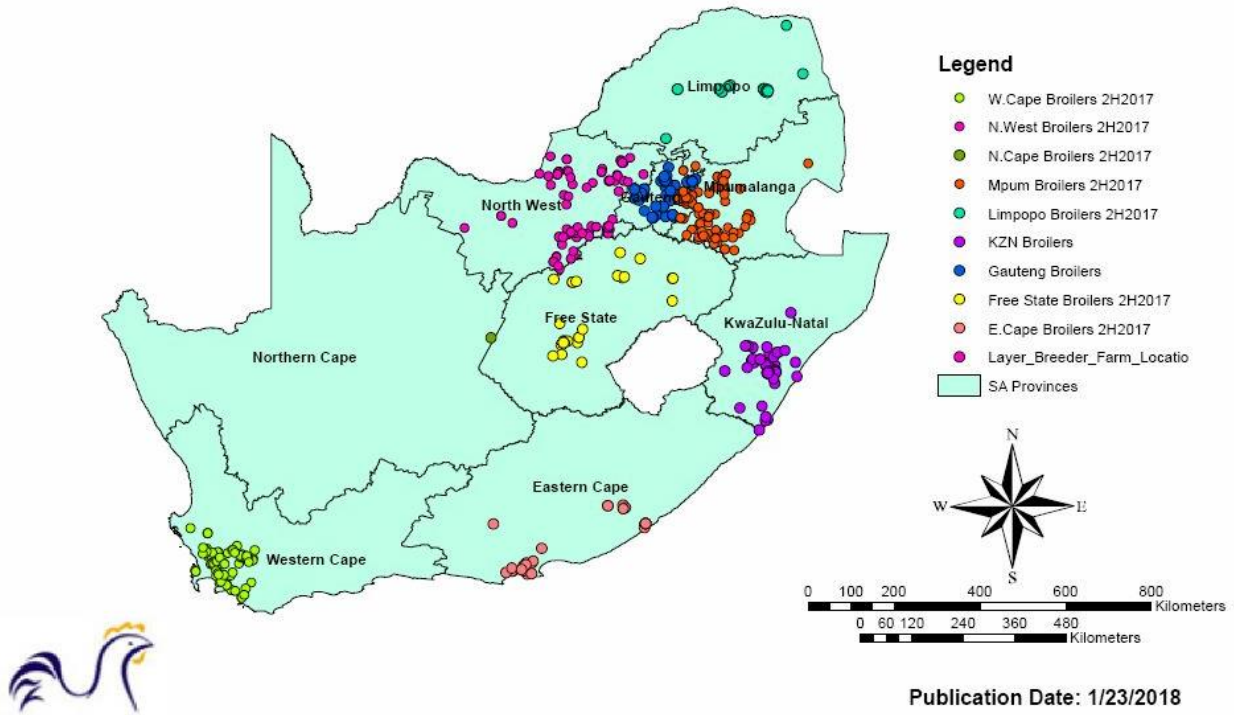 Limpopo
Mpumalanga
Gauteng
North West
Free State
KwaZulu-Natal
Northern Cape
Eastern Cape
Western Cape
Legend
W.Cape Broilers 2H2017
N.West Broilers 2H2017
N.Cape Broilers 2H2017
Mpum Broilers 2H2017
Limpopo Broilers 2H2017
KZN Broilers
Gauteng Broilers
Free State Broilers 2H2017
E.Cape Broilers 2H2017
Layer_Breeder_Farm_Locatio
SA Provinces
N
W E
S
0 100 200 400 600 800
Kilometers
0 60 120 240 360 480
Kilometers
Publication Date: 1/23/2018